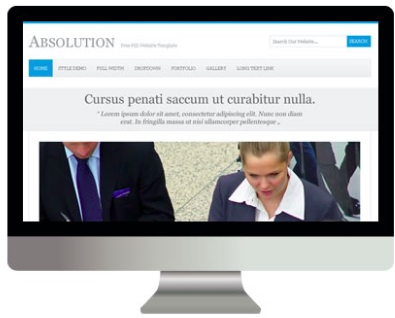 ABSOLUTION Free PSD Website Template
Search Our Website... SEARCH
HOME STYLE DEMO FULL WIDTH DROPDOWN PORTFOLIO GALLERY LONG TEXT LINE
Cursus penati saccum ut curabitur nulla.
" Lorem ipsum dolor sit amet, consectetur adipiscing elit. Nunc non diam
erat. In fringilla massa ut nisi ullamcorper pellentesque „